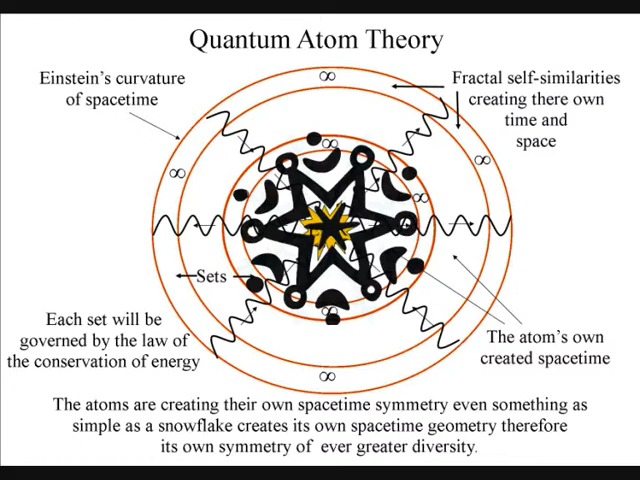 Quantum Atom Theory
Einstein's curvature
of spacetime
Fractal self-similarities
creating there own
time and
space
∞
∞
∞
∞
∞
∞
∞
Sets
Each set will be
governed by the law of
the conservation of energy
The atom's own
created spacetime
The atoms are creating their own spacetime symmetry even something as
simple as a snowflake creates its own spacetime geometry therefore
its own symmetry of ever greater diversity.